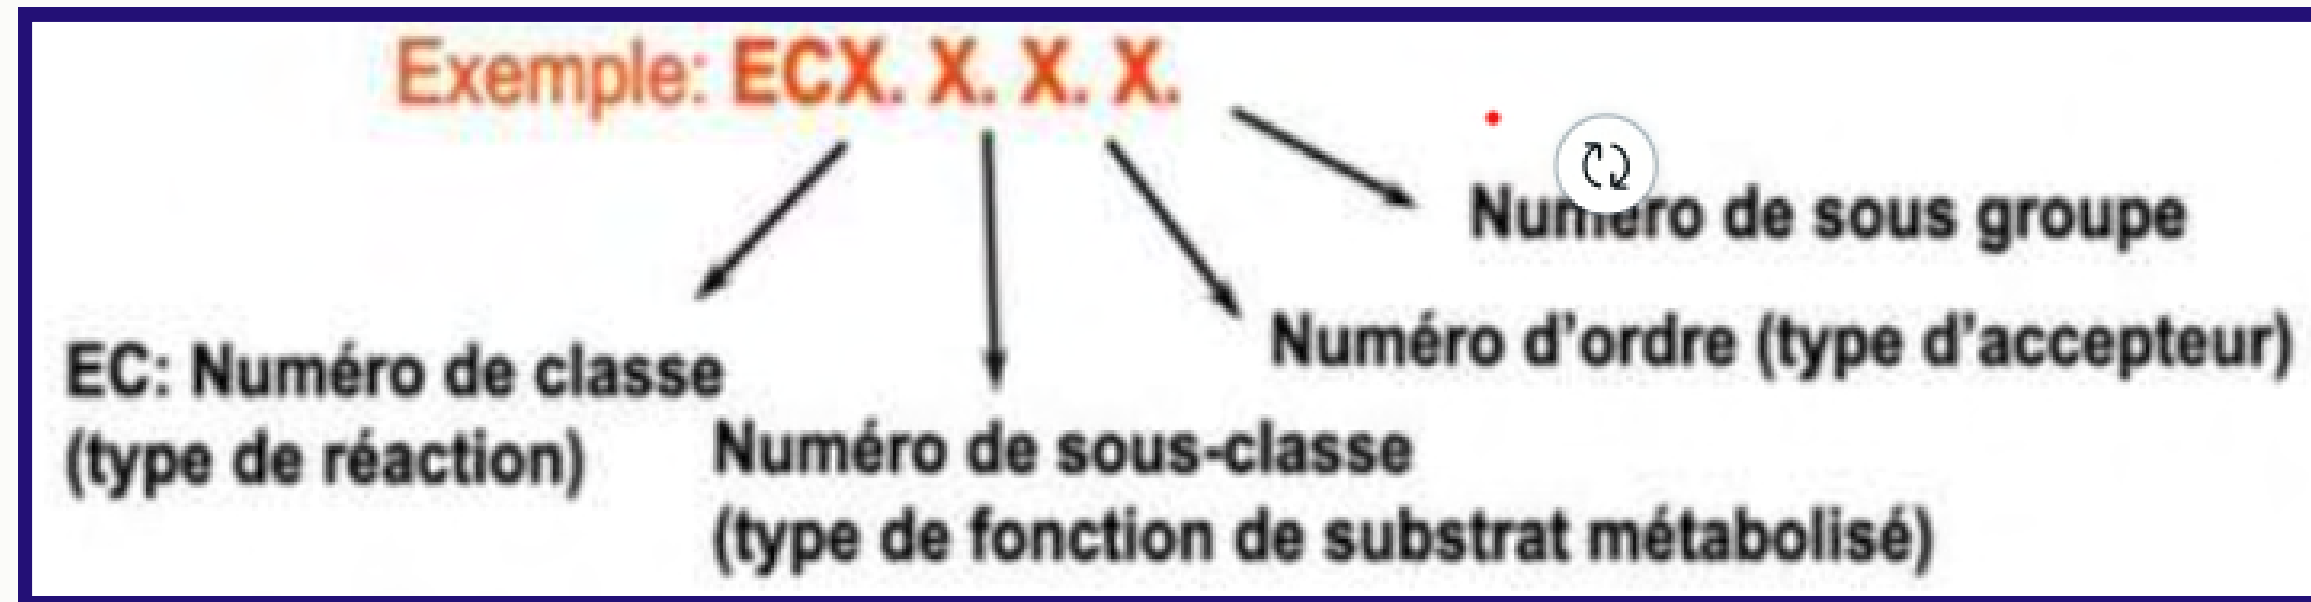 Exemple: ECX. X. X. X.
Numéro de sous groupe
Numéro d'ordre (type d'accepteur)
EC: Numéro de classe
(type de réaction)
Numéro de sous-classe
(type de fonction de substrat métabolisé)